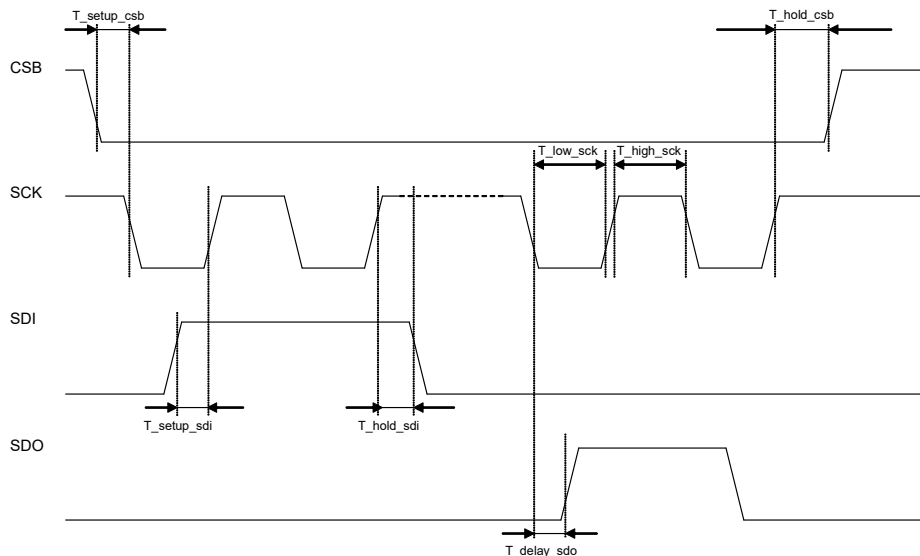 T_setup_csb
T_hold_csb
CSB
T_low_sck
T_high_sck
SCK
SDI
T_setup_sdi
T_hold_sdi
SDO
T_delay_sdo